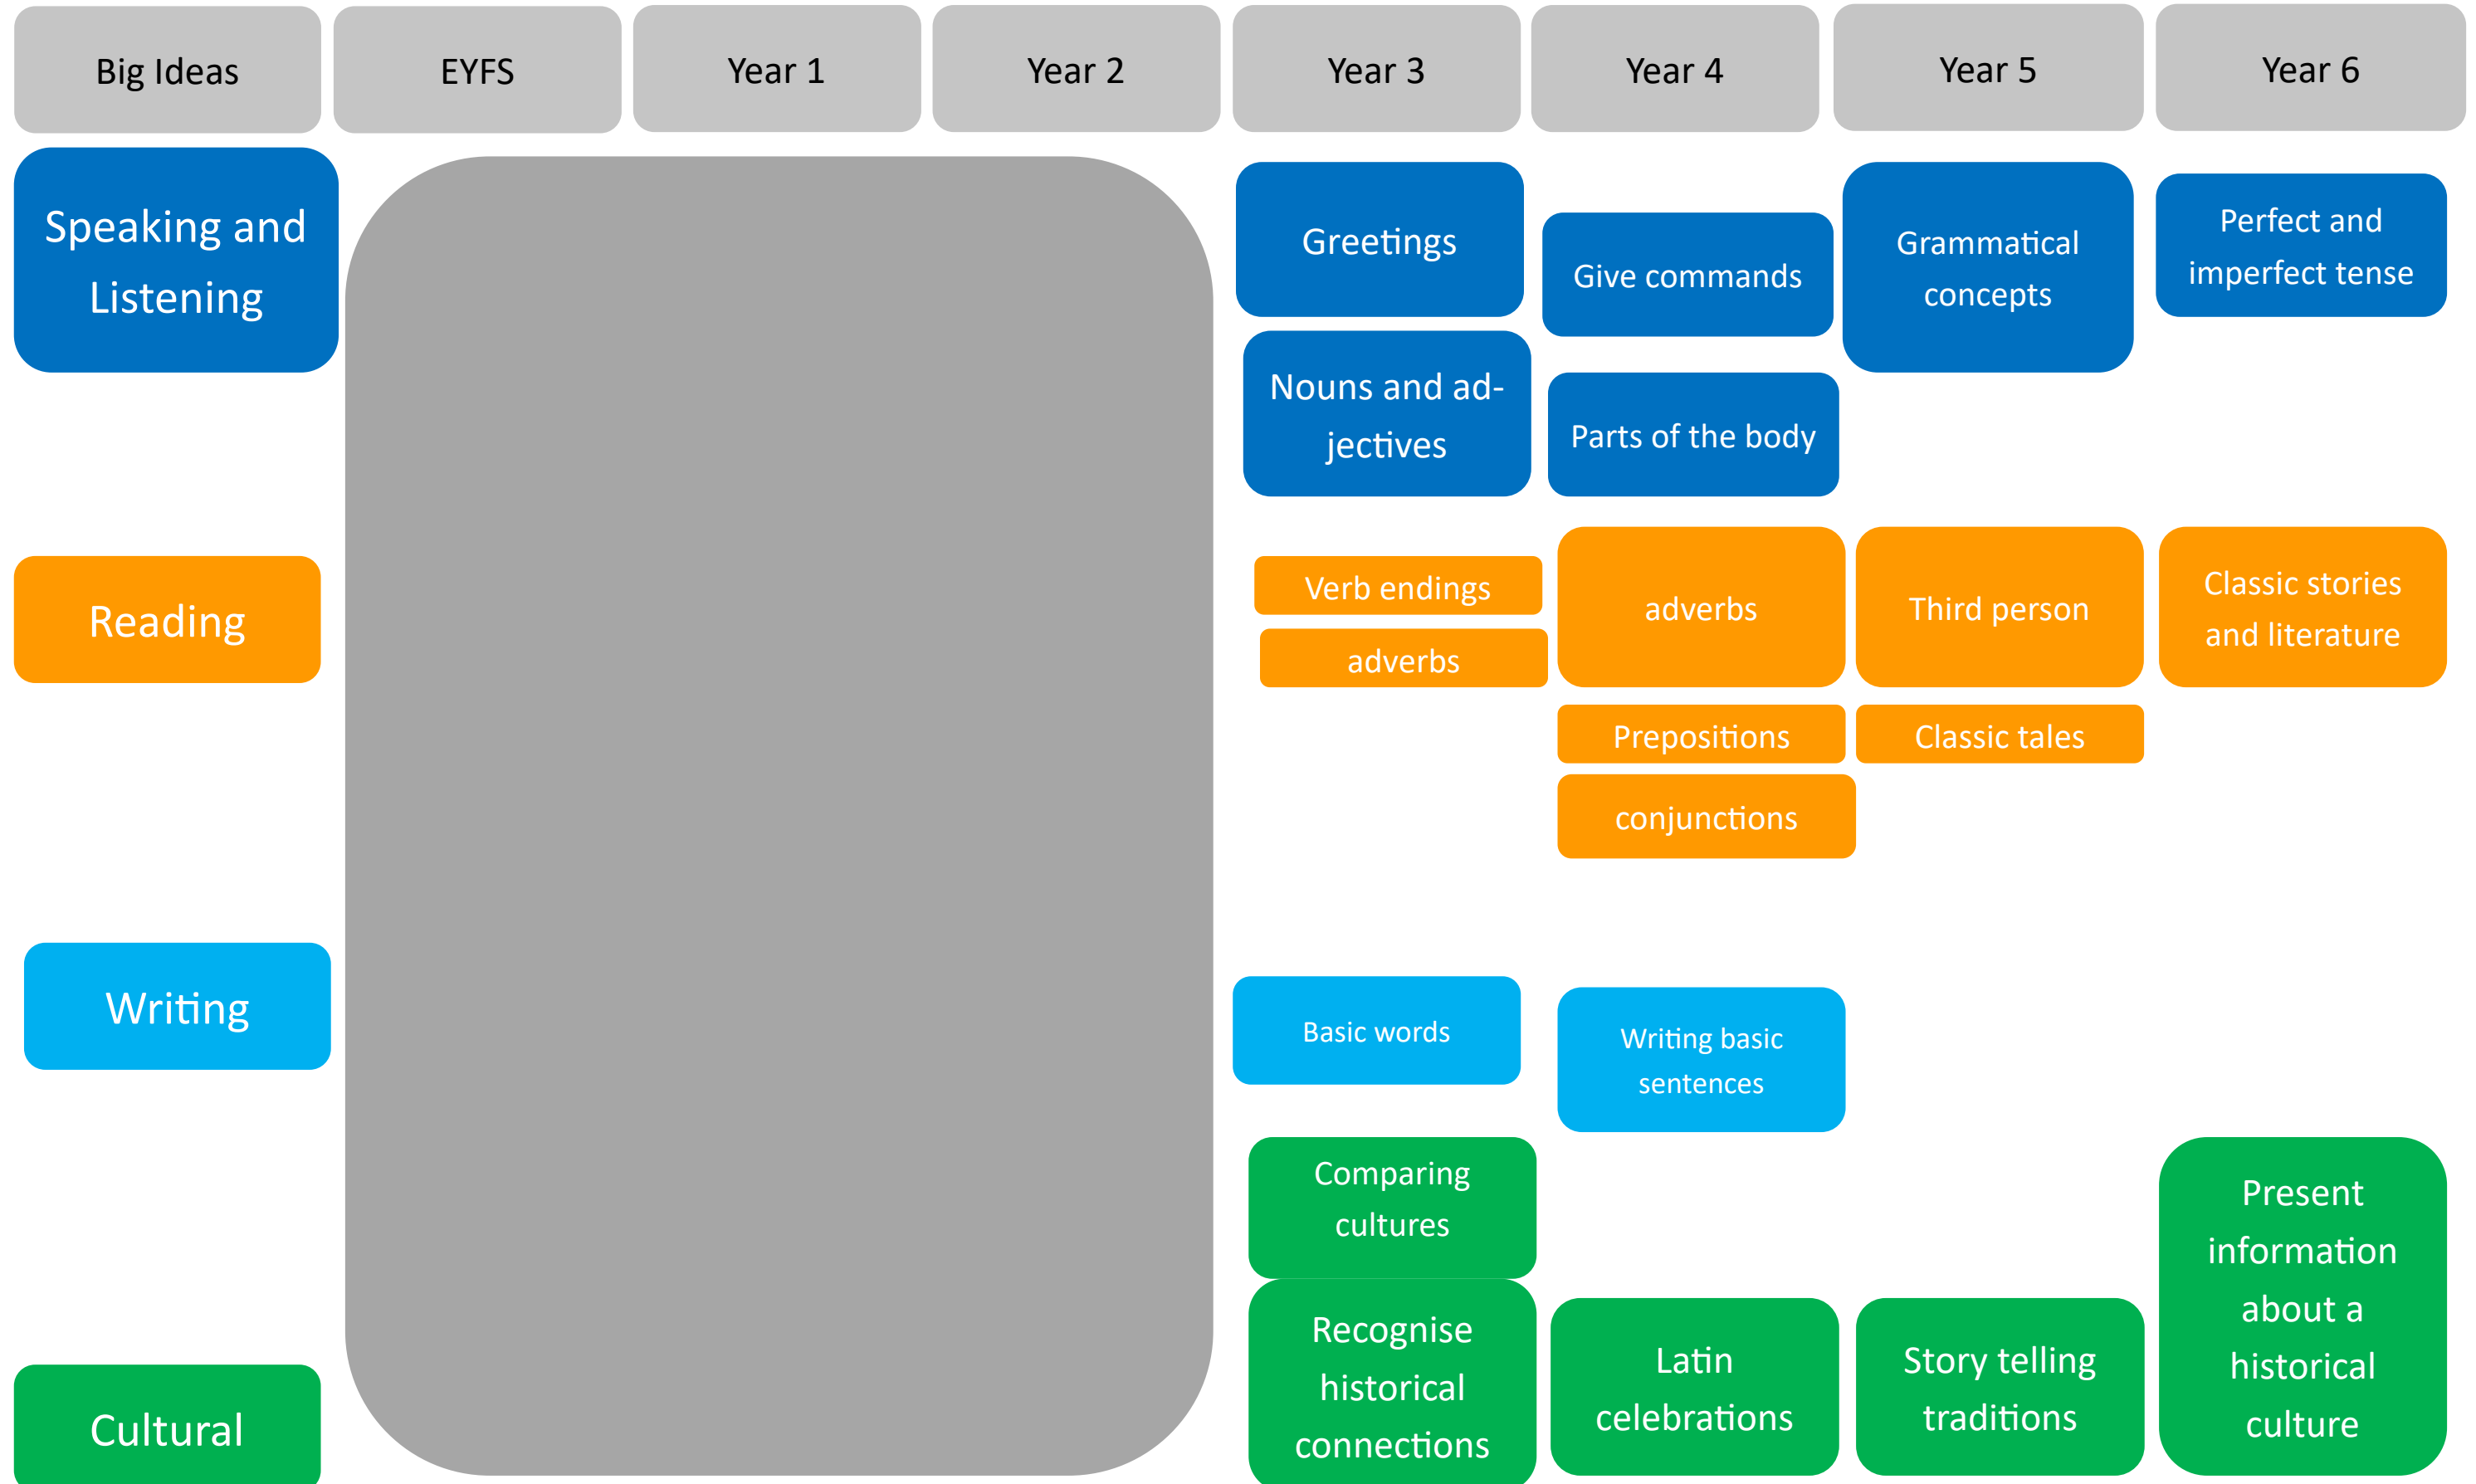 Big Ideas
EYFS
Year 1
Year 2
Year 3
Year 4
Year 5
Year 6
Speaking and
Listening
Greetings
Nouns and ad-
jectives
Give commands
Parts of the body
Grammatical
concepts
Perfect and
imperfect tense
Reading
Verb endings
adverbs
adverbs
Prepositions
conjunctions
Third person
Classic tales
Classic stories
and literature
Writing
Basic words
Writing basic
sentences
Cultural
Comparing
cultures
Recognise
historical
connections
Latin
celebrations
Story telling
traditions
Present
information
about a
historical
culture